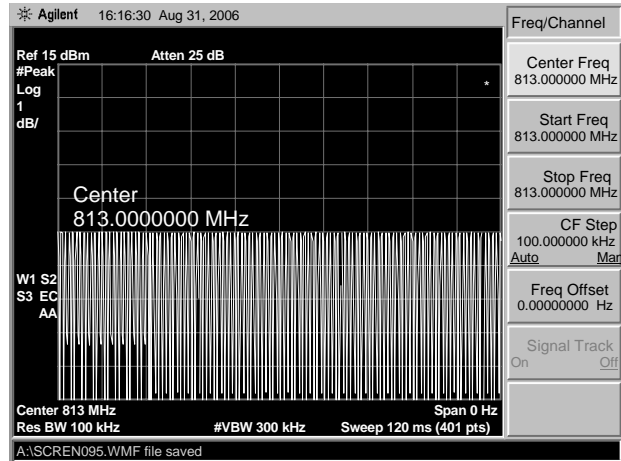 Agilent 16:16:30 Aug 31, 2006
Freq/Channel
Ref 15 dBm Atten 25 dB
#Peak
Log
1
dB/
*
Center
813.0000000 MHz
W1 S2
S3 EC
AA
Center 813 MHz Span 0 Hz
Res BW 100 kHz #VBW 300 kHz Sweep 120 ms (401 pts)
A:\SCREN095.WMF file saved
Center Freq
813.000000 MHz
Start Freq
813.000000 MHz
Stop Freq
813.000000 MHz
CF Step
100.000000 kHz
Auto Man
Freq Offset
0.00000000 Hz
Signal Track
On Off